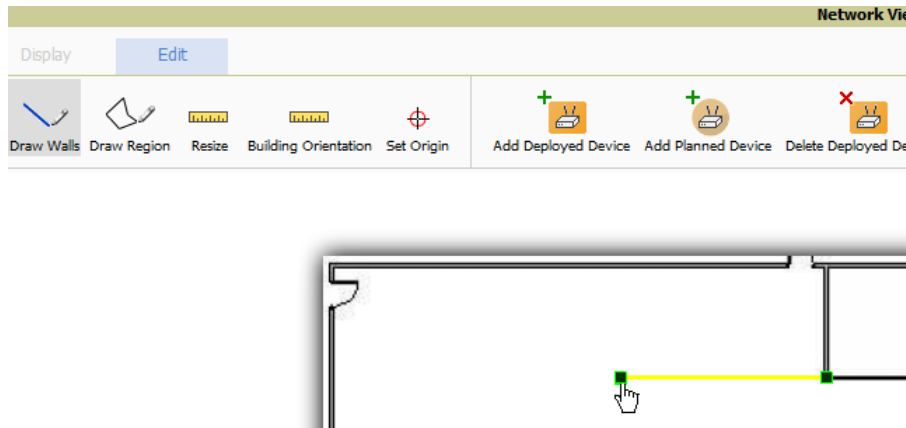 Network Vie
Display Edit
Draw Walls Draw Region Resize Building Orientation Set Origin Add Deployed Device Add Planned Device Delete Deployed De